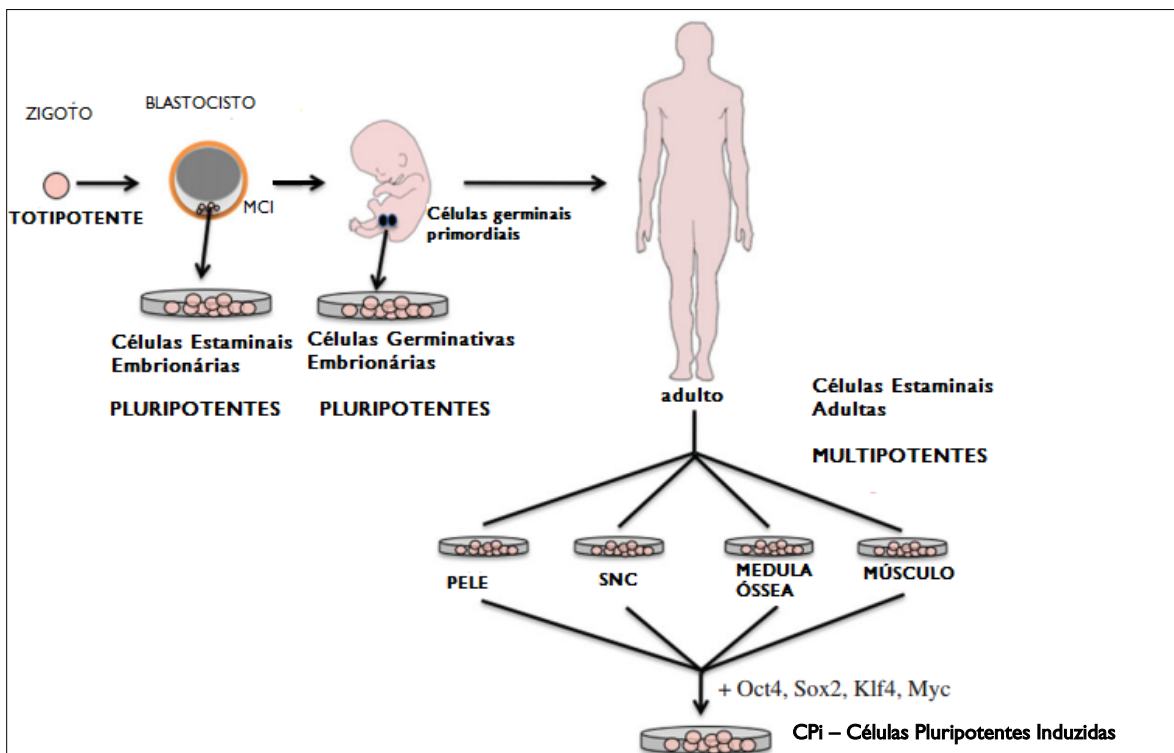 ZIGOTO
BLASTOCISTO
MCI
TOTIPOTENTE
Células germinais
primordiais
Células Estaminais
Embrionárias
PLURIPOTENTES
Células Germinativas
Embrionárias
PLURIPOTENTES
adulto
Células Estaminais
Adultas
MULTIPOTENTES
PELE
SNC
MEDULA
ÓSSEA
MÚSCULO
+ Oct4, Sox2, Klf4, Myc
CPi – Células Pluripotentes Induzidas